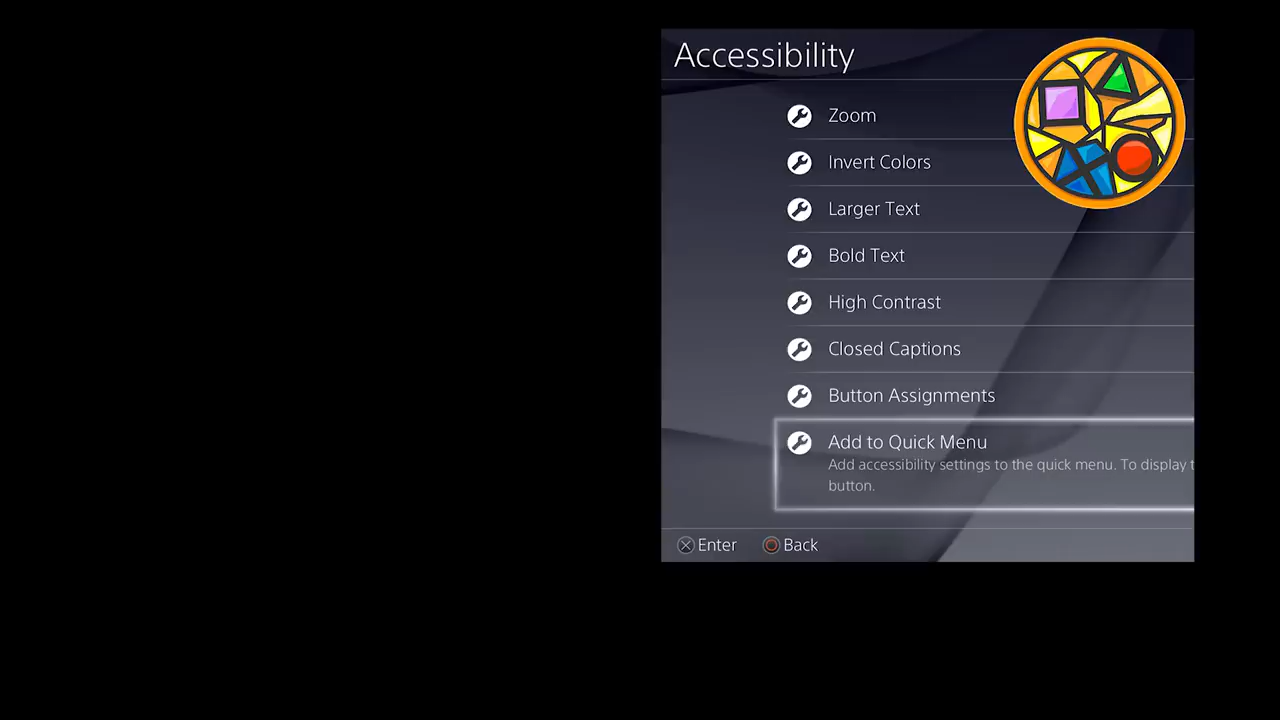 Accessibility
Zoom
Invert Colors
Larger Text
Bold Text
High Contrast
Closed Captions
Button Assignments
Add to Quick Menu
Add accessibility settings to the quick menu. To display
button.
Enter
Back